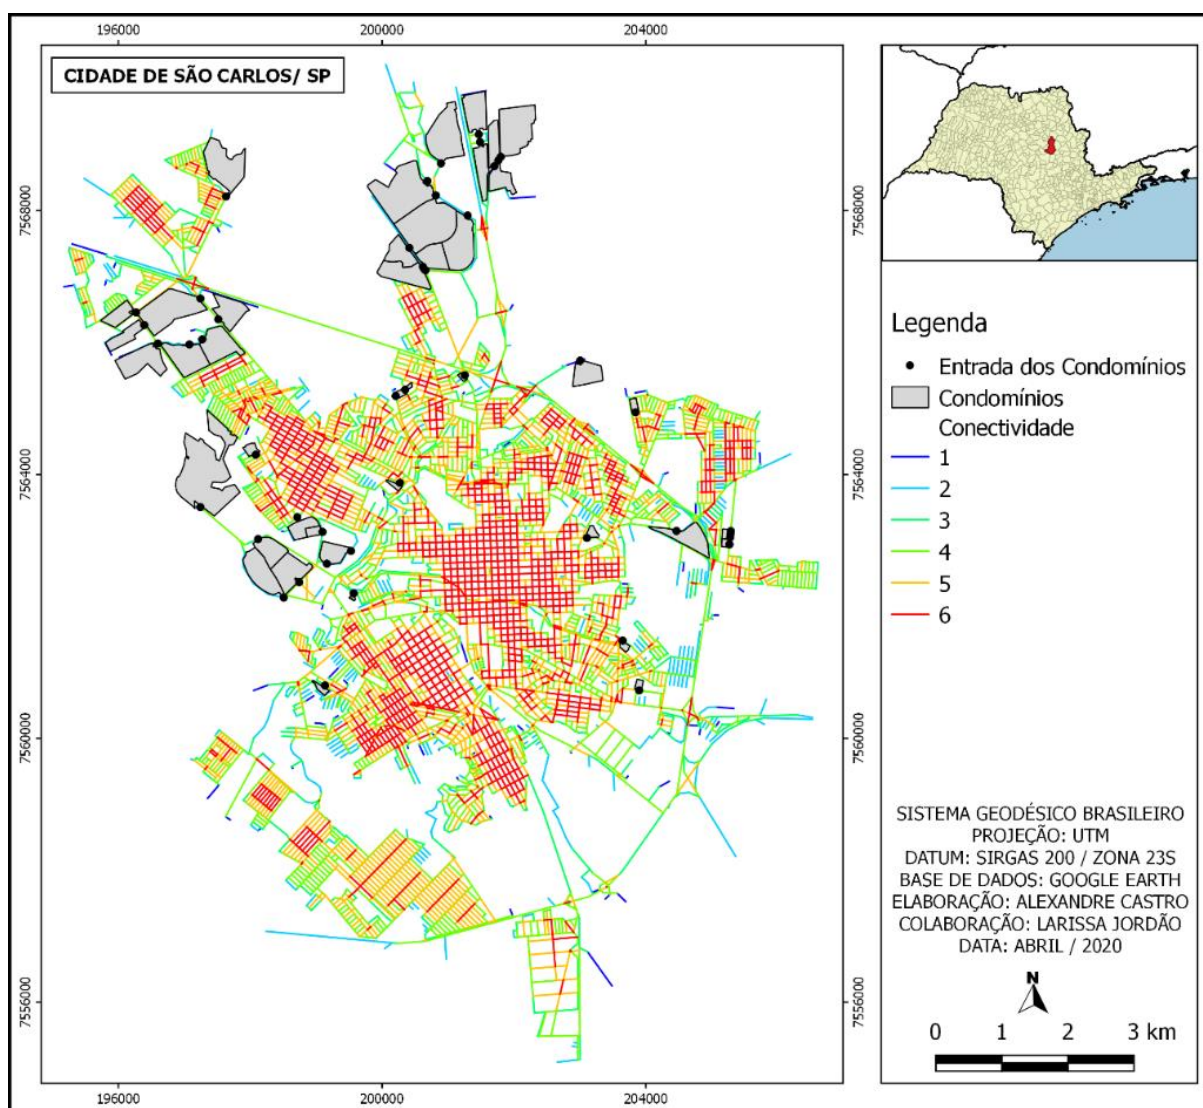 196000
200000
204000
CIDADE DE SÃO CARLOS/ SP
7568000
7568000
7564000
7564000
7560000
7560000
7556000
7556000
196000
200000
204000
Legenda
Entrada dos Condomínios
Condomínios
Conectividade
1
2
3
4
5
6
SISTEMA GEODÉSICO BRASILEIRO
PROJEÇÃO: UTM
DATUM: SIRGAS 200 / ZONA 23S
BASE DE DADOS: GOOGLE EARTH
ELABORAÇÃO: ALEXANDRE CASTRO
COLABORAÇÃO: LARISSA JORDÃO
DATA: ABRIL / 2020
N
0 1 2 3 km